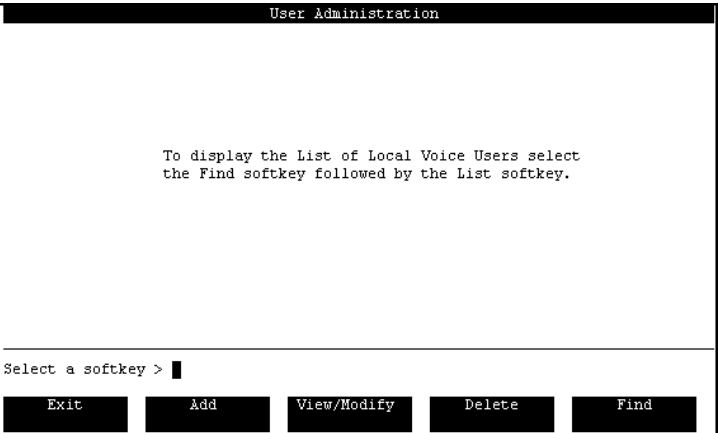 User Administration
To display the List of Local Voice Users select
the Find softkey followed by the List softkey.
Select a softkey >
Exit Add View/Modify Delete Find